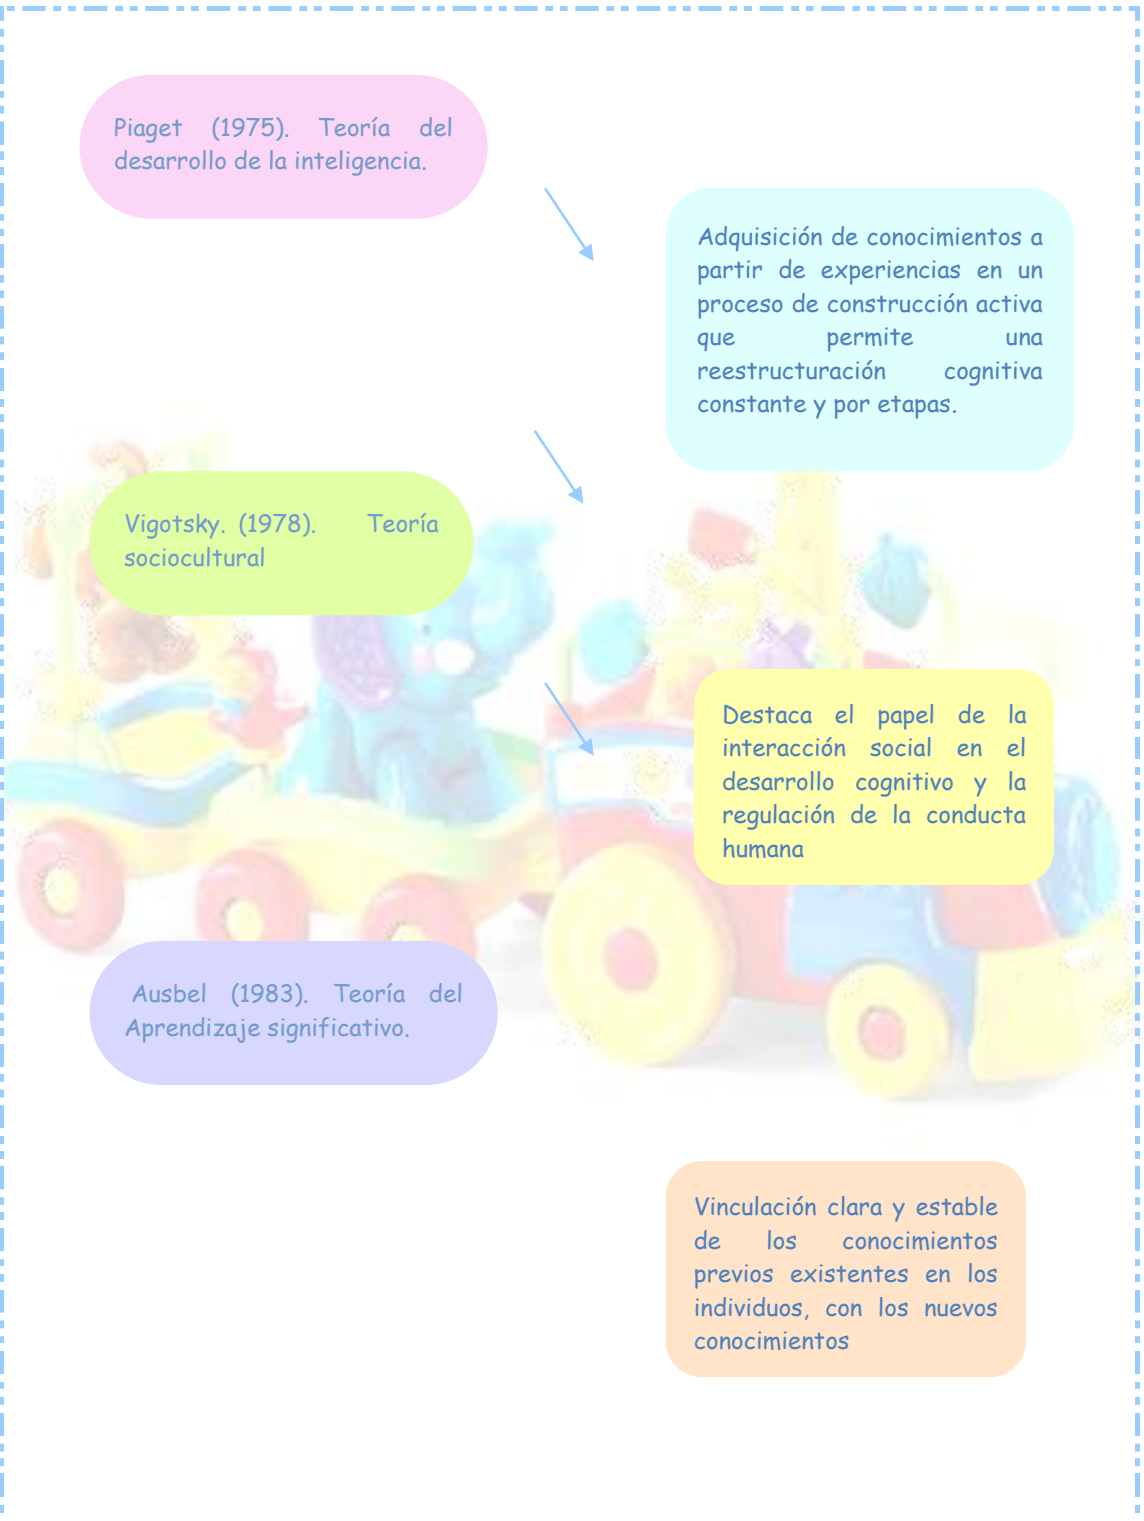 Piaget (1975). Teoría del
desarrollo de la inteligencia.
Adquisición de conocimientos a
partir de experiencias en un
proceso de construcción activa
que permite una
reestructuración cognitiva
constante y por etapas.
Vigotsky. (1978). Teoría
sociocultural
Destaca el papel de la
interacción social en el
desarrollo cognitivo y la
regulación de la conducta
humana
Ausbel (1983). Teoría del
Aprendizaje significativo.
Vinculación clara y estable
de los conocimientos
previos existentes en los
individuos, con los nuevos
conocimientos